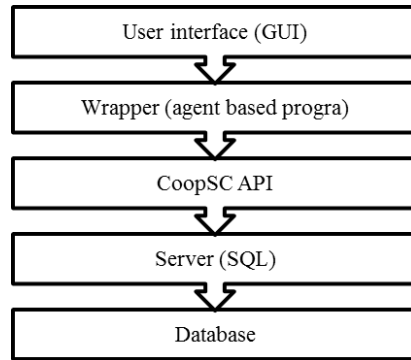 User interface (GUI)
Wrapper (agent based progra)
CoopSC API
Server (SQL)
Database